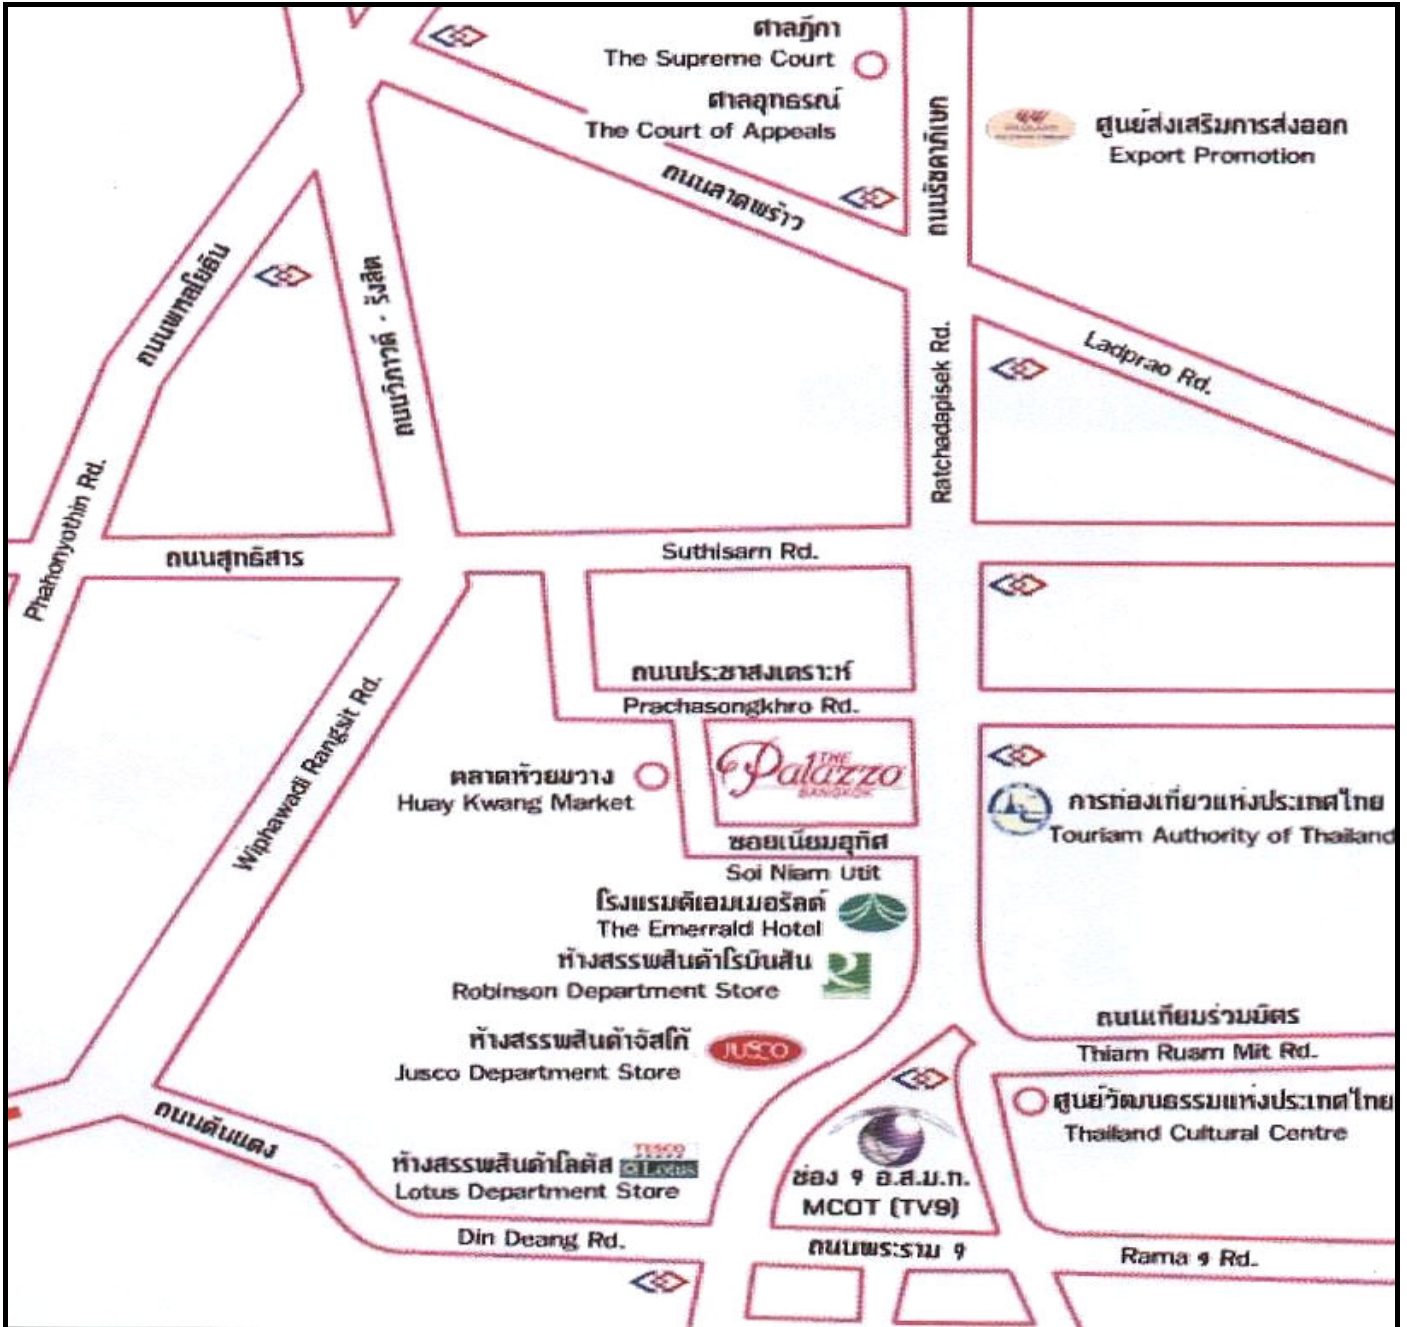 ศาลฎีกา
The Supreme Court
ศาลอุทธรณ์
The Court of Appeals
ถนนรัชดาภิเษก
ศูนย์ส่งเสริมการส่งออก
Export Promotion
ถนนลาดพร้าว
ถนนพหลโยธิน
ถนนวิภาวดี - รังสิต
Ratchadapisek Rd.
Ladprao Rd.
Phahonyothin Rd.
ถนนสุทธิสาร
Suthisarn Rd.
ถนนประชาสงเคราะห์
Prachasongkhro Rd.
Wiphawadi Rangsit Rd.
THE
Palazzo
BANGKOK
ตลาดห้วยขวาง
Huay Kwang Market
การท่องเที่ยวแห่งประเทศไทย
Touriam Authority of Thailand
ซอยเนียมอุทิศ
Soi Niam Utit
โรงแรมดิเอมเมอรัลด์
The Emerrald Hotel
ห้างสรรพสินค้าโรบินสัน
Robinson Department Store
ห้างสรรพสินค้าจัสโก้
JUSCO
Jusco Department Store
ถนนเทียมร่วมมิตร
Thiam Ruam Mit Rd.
ศูนย์วัฒนธรรมแห่งประเทศไทย
Thailand Cultural Centre
ถนนดินแดง
ห้างสรรพสินค้าโลตัส
TESCO
Lotus
Lotus Department Store
ช่อง ๙ อ.ส.ม.ท.
MCOT (TV9)
Din Deang Rd.
ถนนพระราม ๙
Rama ๑ Rd.